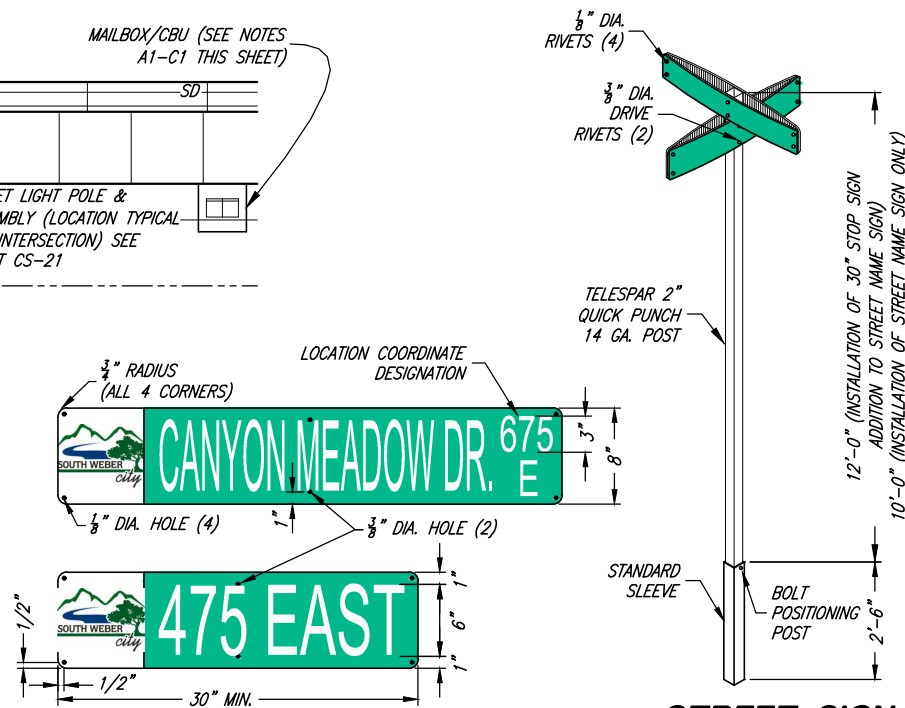 MAILBOX/CBU (SEE NOTES
A1-C1 THIS SHEET)
SD
ET LIGHT POLE &
MBLY (LOCATION TYPICAL
INTERSECTION) SEE
T CS-21
1/8" DIA.
RIVETS (4)
3/8" DIA.
DRIVE
RIVETS (2)
TELESPAR 2"
QUICK PUNCH
14 GA. POST
12'-0" (INSTALLATION OF 30" STOP SIGN
ADDITION TO STREET NAME SIGN)
10'-0" (INSTALLATION OF STREET NAME SIGN ONLY)
STANDARD
SLEEVE
BOLT
POSITIONING
POST
2'-6"
3/4" RADIUS
(ALL 4 CORNERS)
LOCATION COORDINATE
DESIGNATION
SOUTH WEBER
city
CANYON MEADOW DR.
675
E
3"
8"
1"
1/8" DIA. HOLE (4)
3/8" DIA. HOLE (2)
SOUTH WEBER
city
475 EAST
1"
6"
1"
1/2"
1/2"
30" MIN.